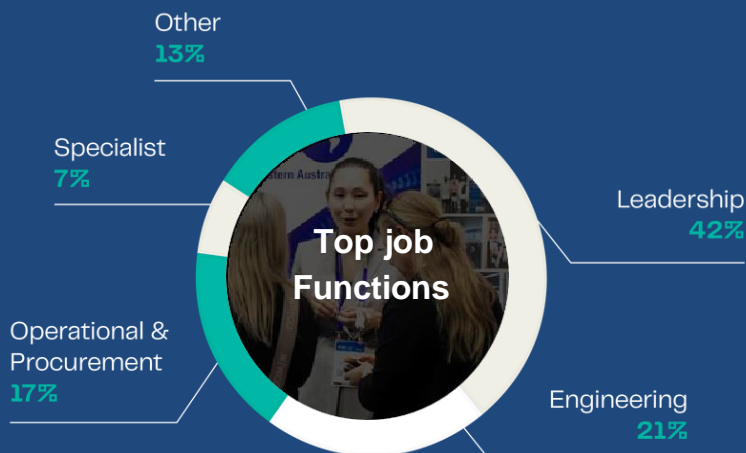 Other
13%
Specialist
7%
Leadership
42%
Top job
Functions
Operational &
Procurement
17%
Engineering
21%